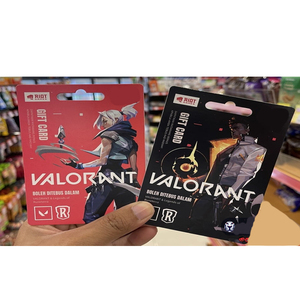 RIOT
GIFT CARD
VALORANT
BOLEH DITEBUS DALAM
RIOT
GIFT CARD
VALORANT
BOLEH DITEBUS DALAM